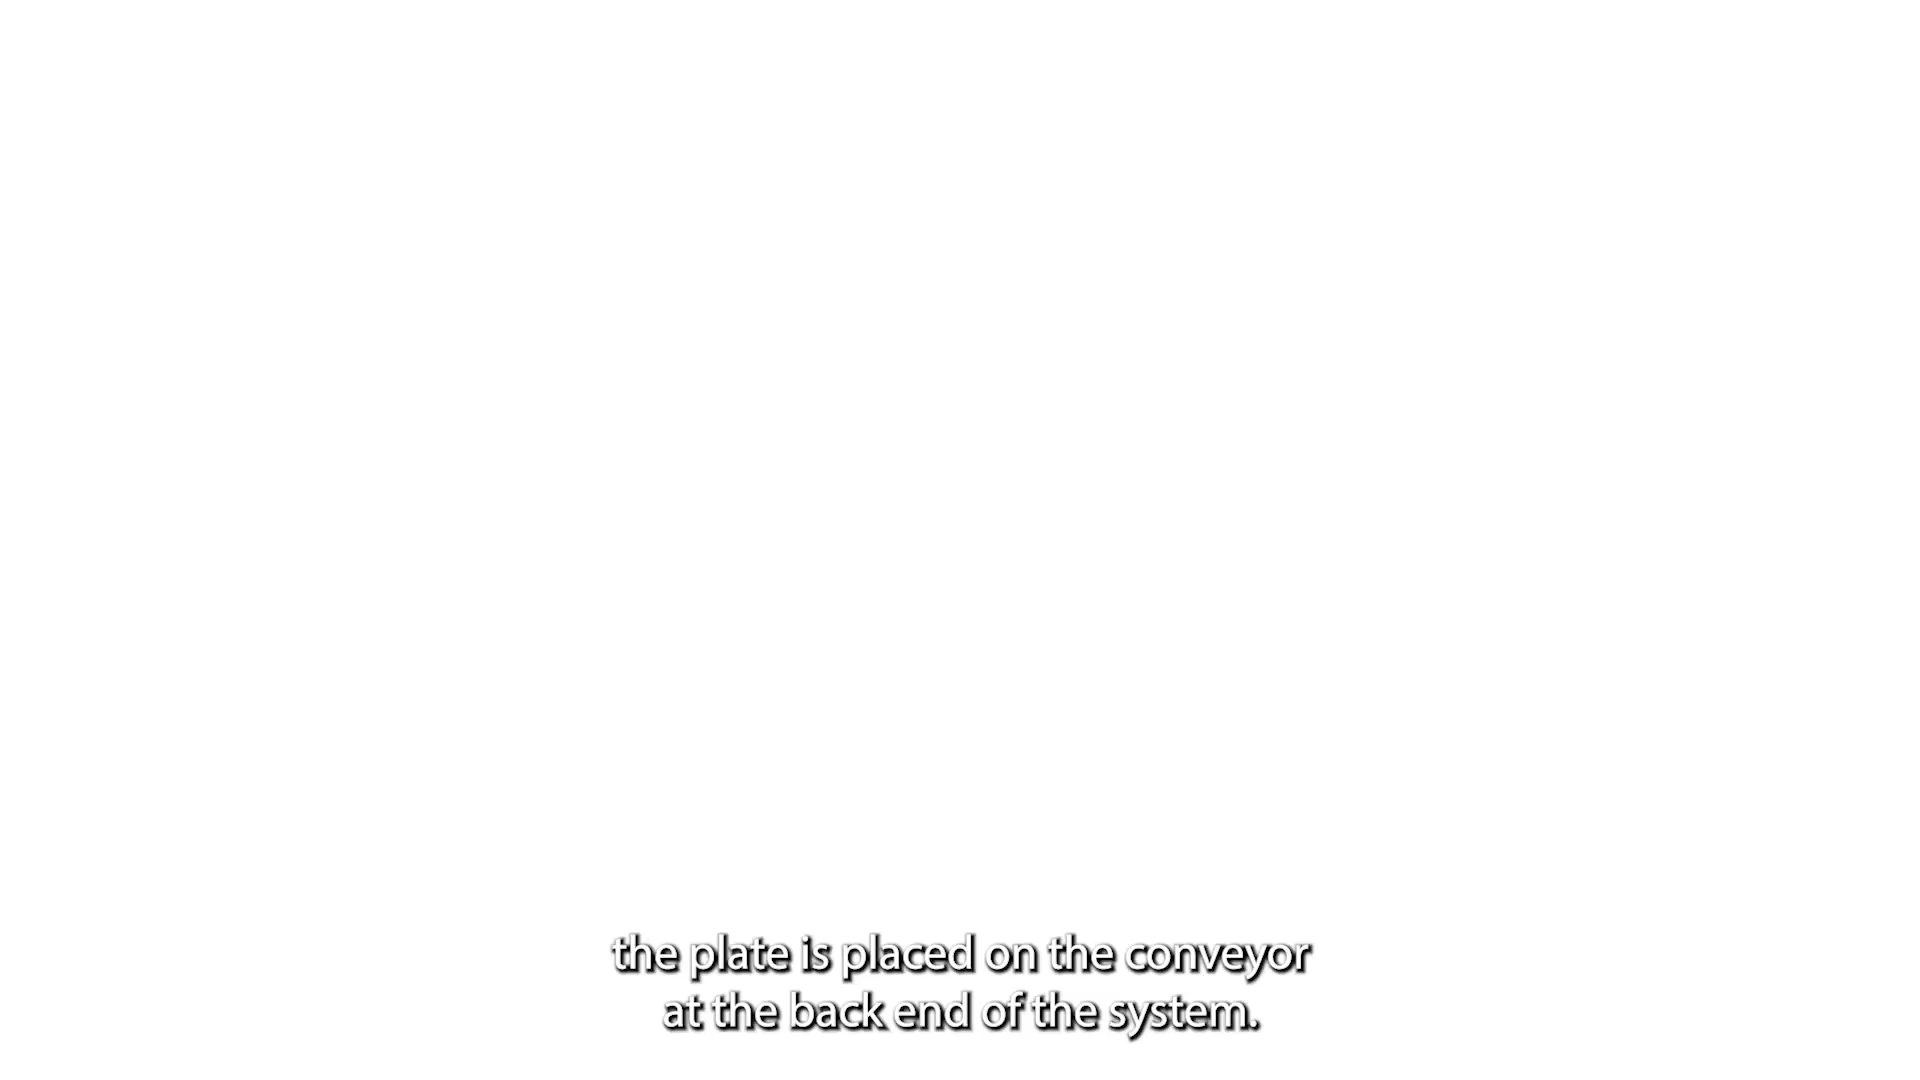 the plate is placed on the conveyor
at the back end of the system.